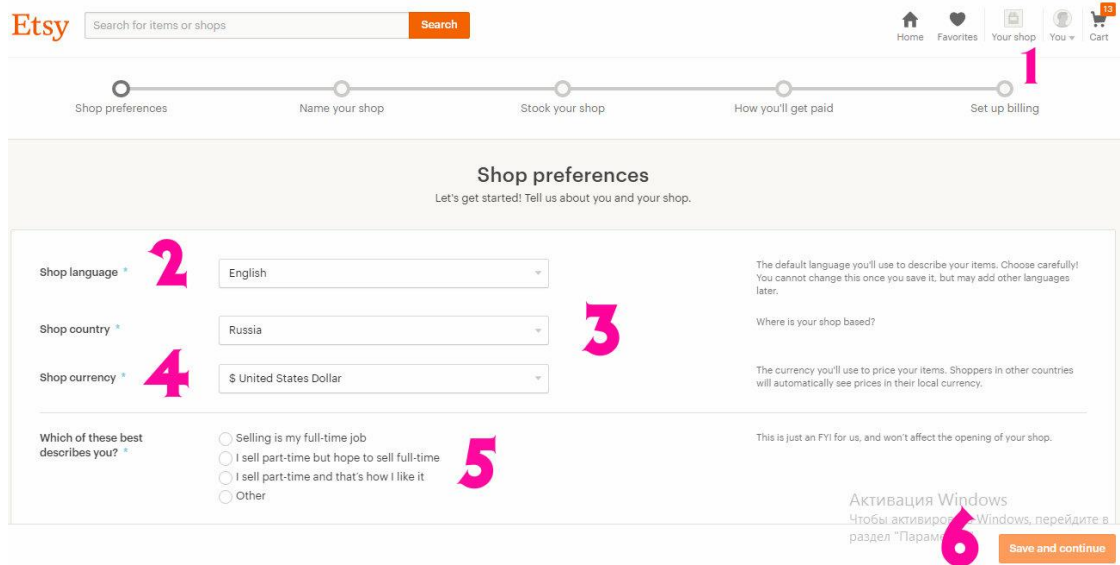 Etsy
Search for items or shops
Search
Home
Favorites
Your shop
You
13
Cart
1
Shop preferences
Name your shop
Stock your shop
How you'll get paid
Set up billing
Shop preferences
Let's get started! Tell us about you and your shop.
Shop language *
2
English
The default language you'll use to describe your items. Choose carefully!
You cannot change this once you save it, but may add other languages
later.
Shop country *
Russia
3
Where is your shop based?
Shop currency *
4
$ United States Dollar
The currency you'll use to price your items. Shoppers in other countries
will automatically see prices in their local currency.
Which of these best
describes you? *
Selling is my full-time job
I sell part-time but hope to sell full-time
I sell part-time and that's how I like it
Other
5
This is just an FYI for us, and won't affect the opening of your shop.
Активация Windows
Чтобы Windows, перейдите в
раздел
6
Save and continue